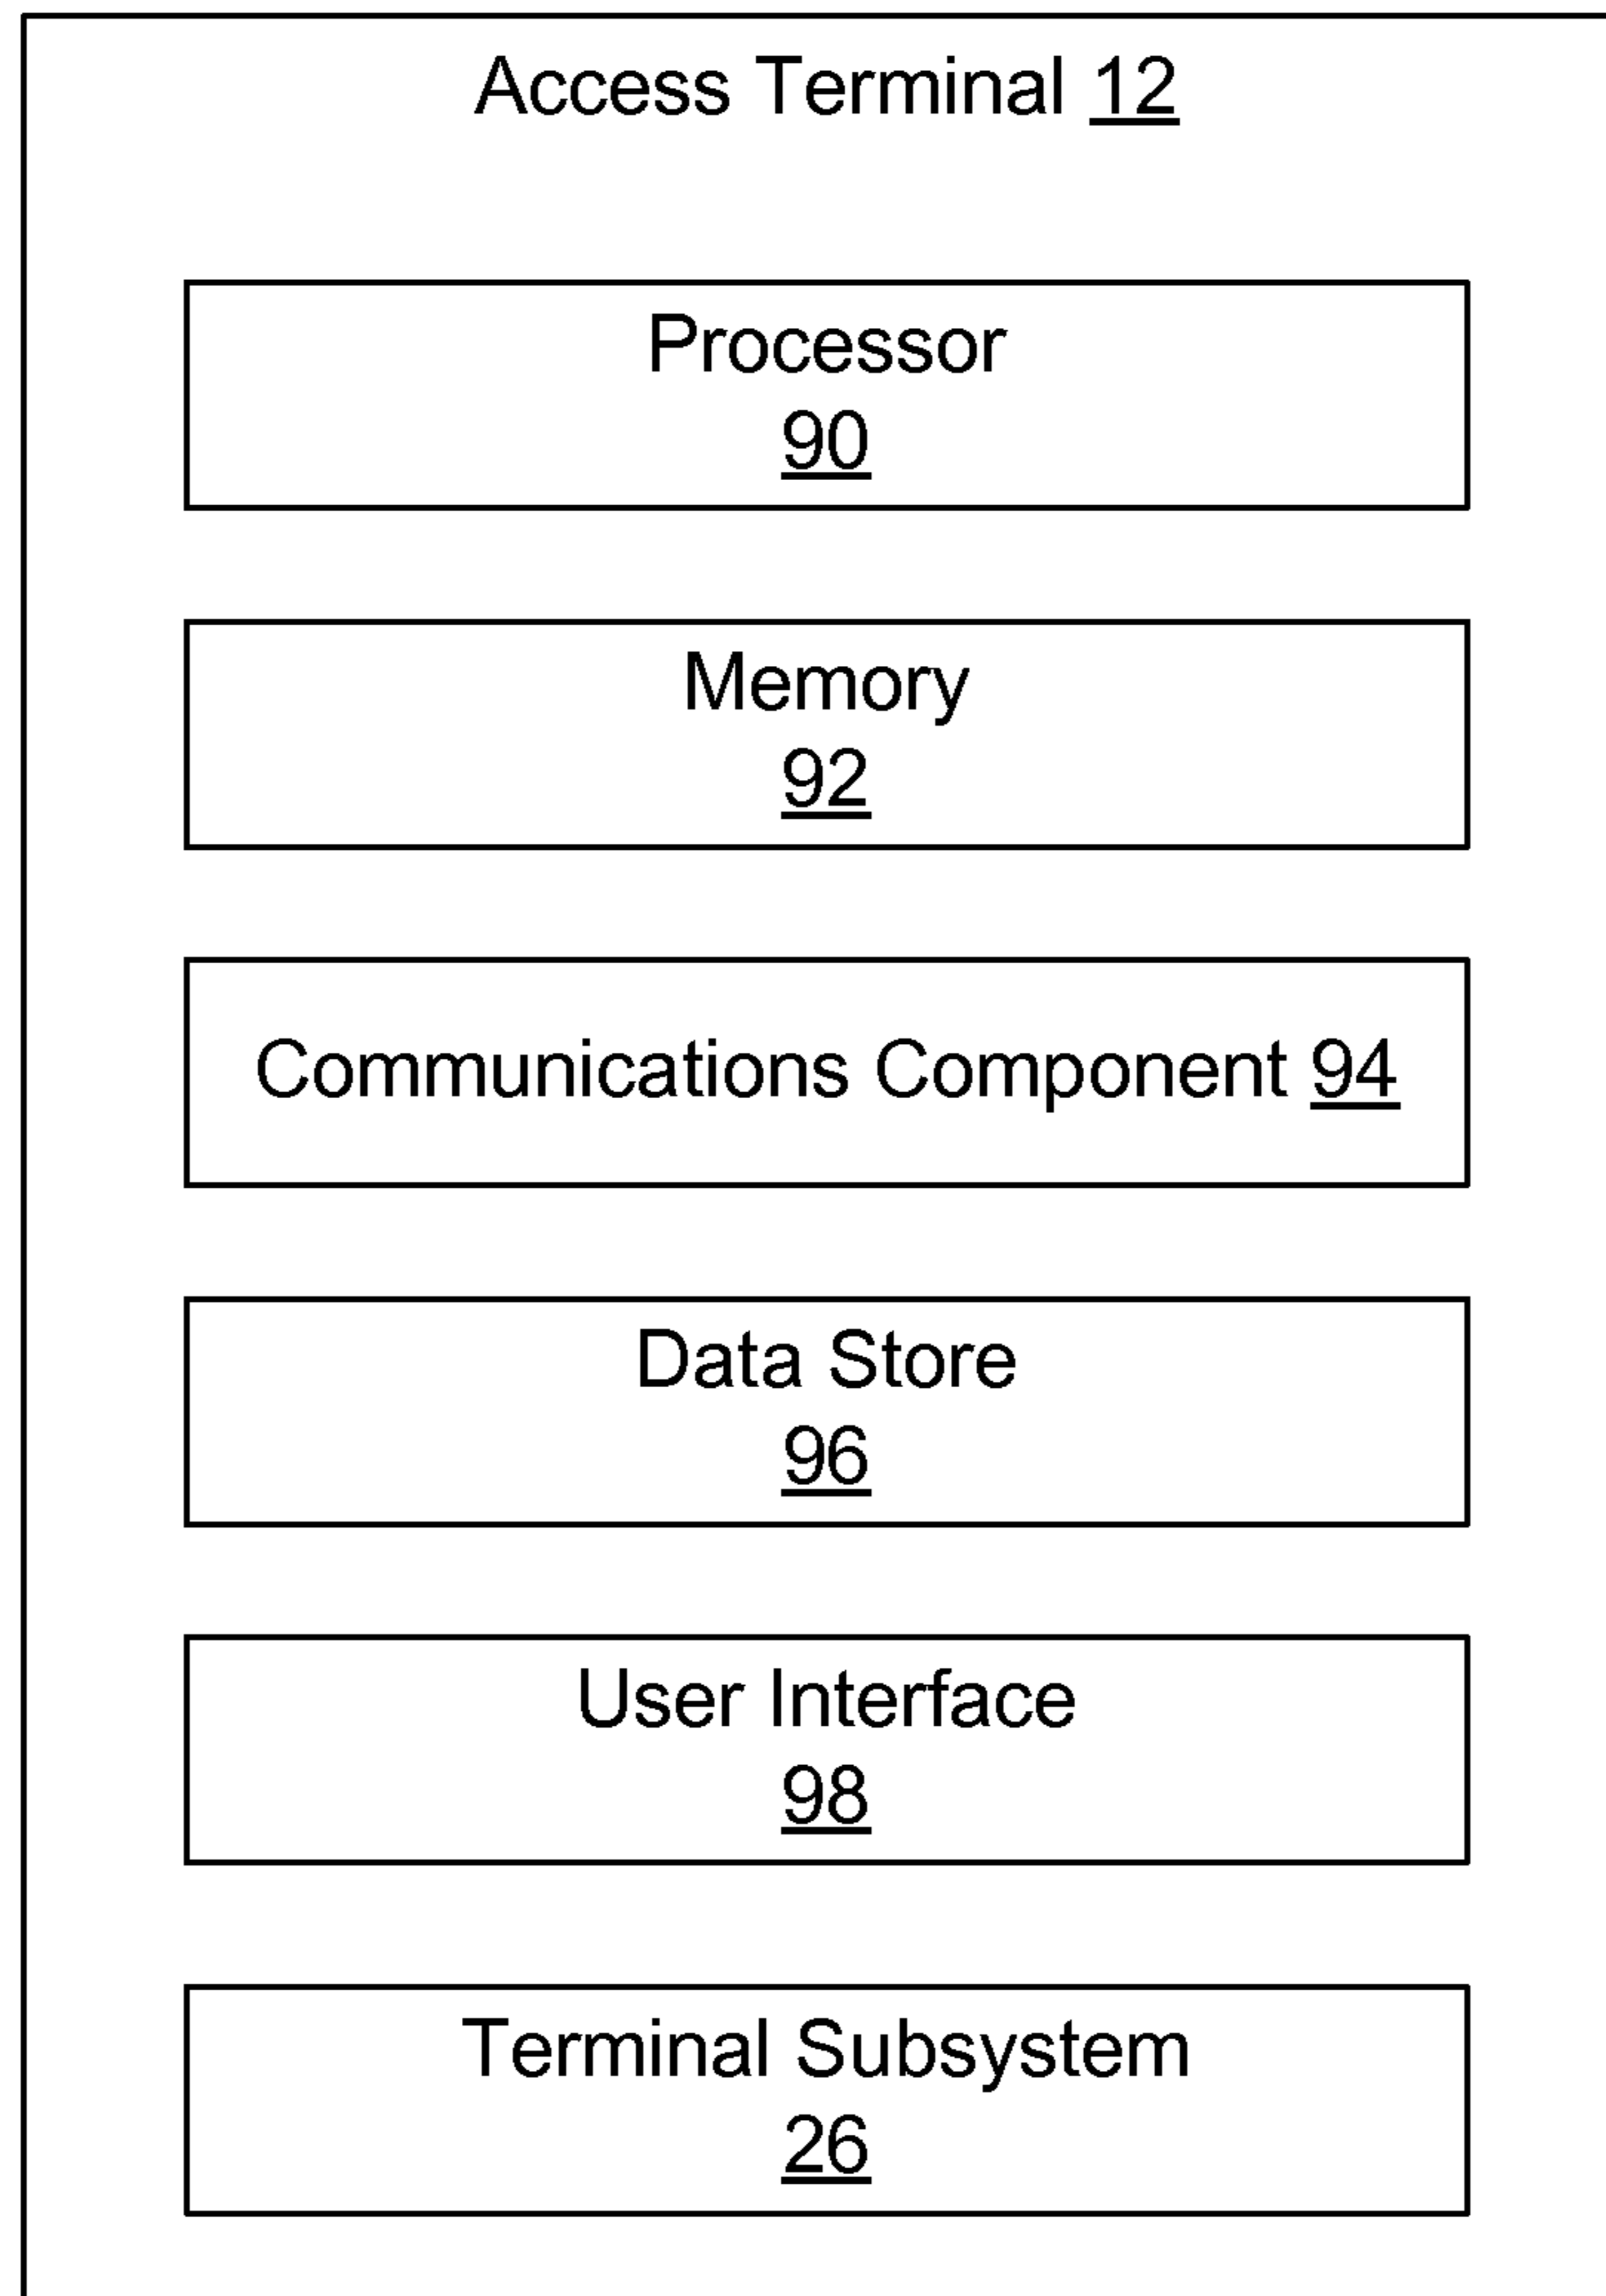 Access Terminal 12
Processor
90
Memory
92
Communications Component 94
Data Store
96
User Interface
98
Terminal Subsystem
26